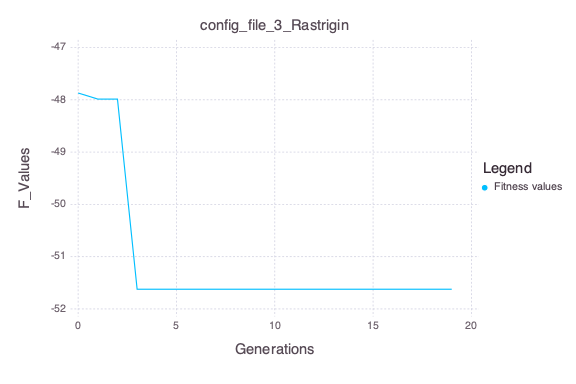 config_file_3_Rastrigin
-47
-48
-49
-50
-51
-52
F_Values
0
5
10
15
20
Generations
Legend
Fitness values